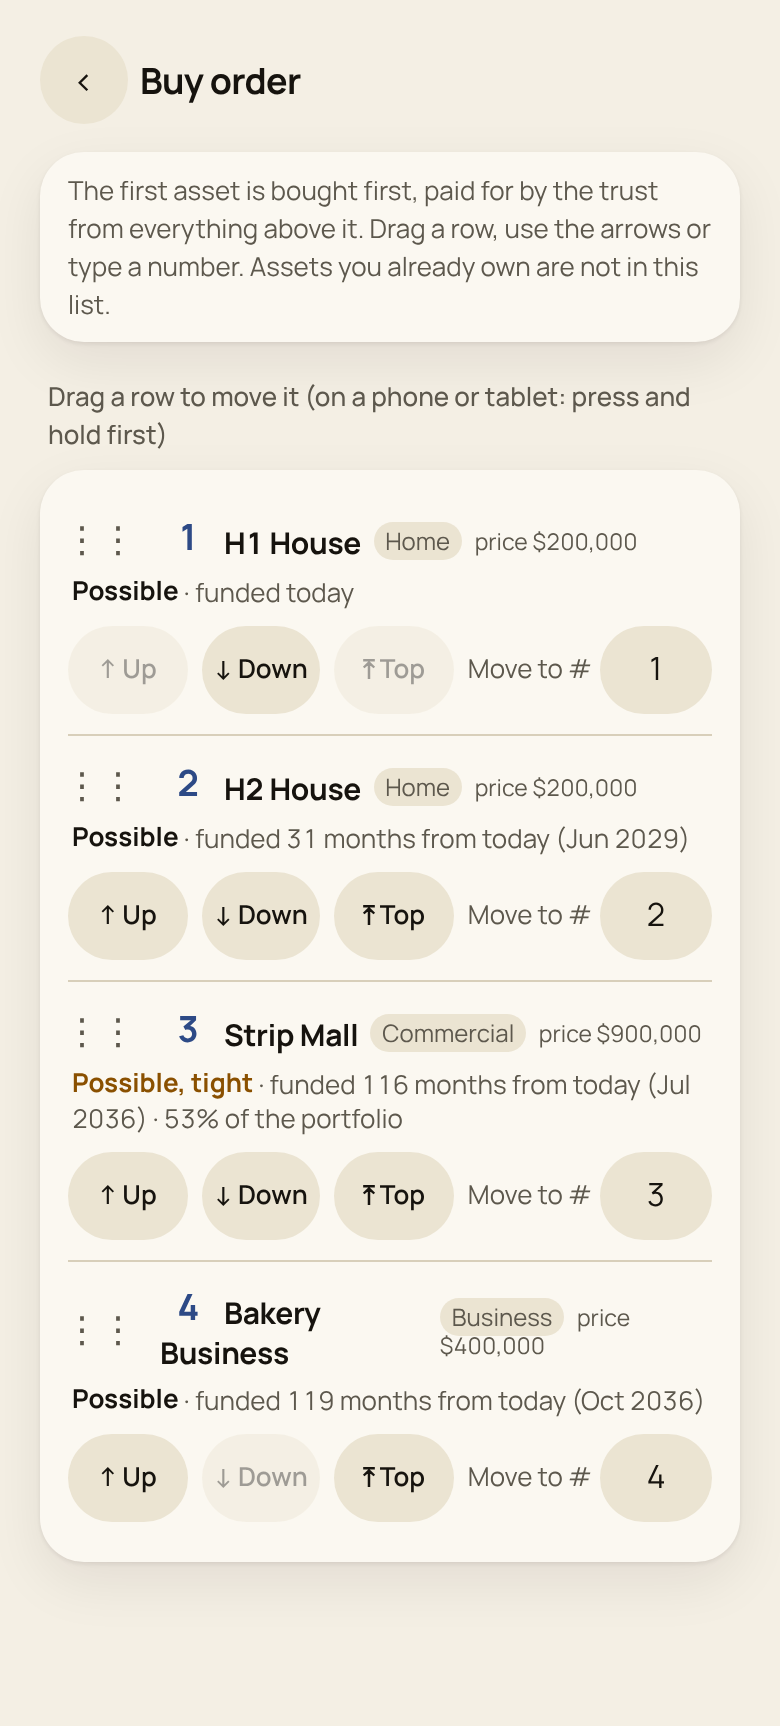 Buy order
The first asset is bought first, paid for by the trust
from everything above it. Drag a row, use the arrows or
type a number. Assets you already own are not in this
list.
Drag a row to move it (on a phone or tablet: press and
hold first)
1 H1 House Home price $200,000
Possible · funded today
↑ Up ↓ Down ⤒Top Move to # 1
2 H2 House Home price $200,000
Possible · funded 31 months from today (Jun 2029)
↑ Up ↓ Down ⤒Top Move to # 2
3 Strip Mall Commercial price $900,000
Possible, tight · funded 116 months from today (Jul
2036) · 53% of the portfolio
↑ Up ↓ Down ⤒Top Move to # 3
4 Bakery Business price
Business $400,000
Possible · funded 119 months from today (Oct 2036)
↑ Up ↓ Down ⤒Top Move to # 4